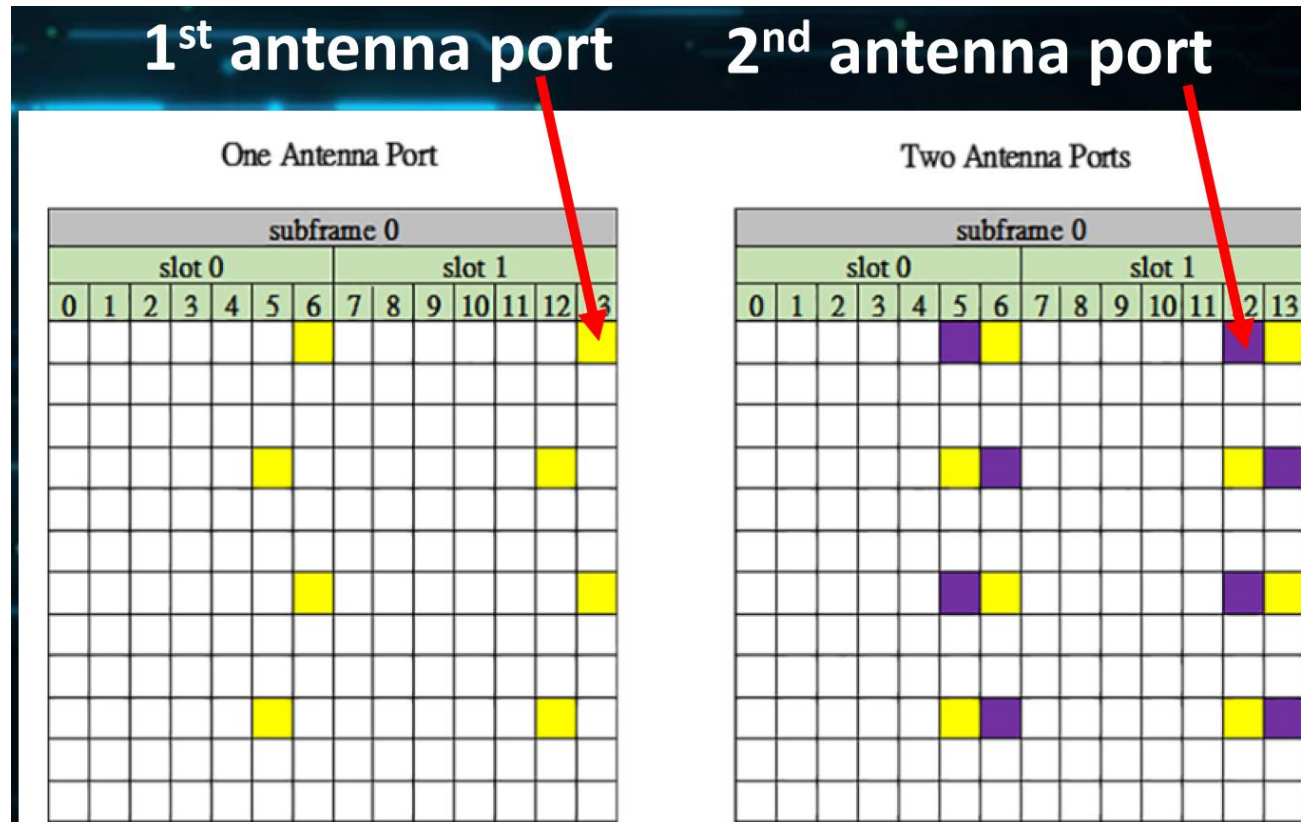 1st antenna port 2nd antenna port
One Antenna Port Two Antenna Ports
subframe 0 subframe 0
slot 0 slot 1 slot 0 slot 1
0 1 2 3 4 5 6 7 8 9 10 11 12 3 0 1 2 3 4 5 6 7 8 9 10 11 2 13